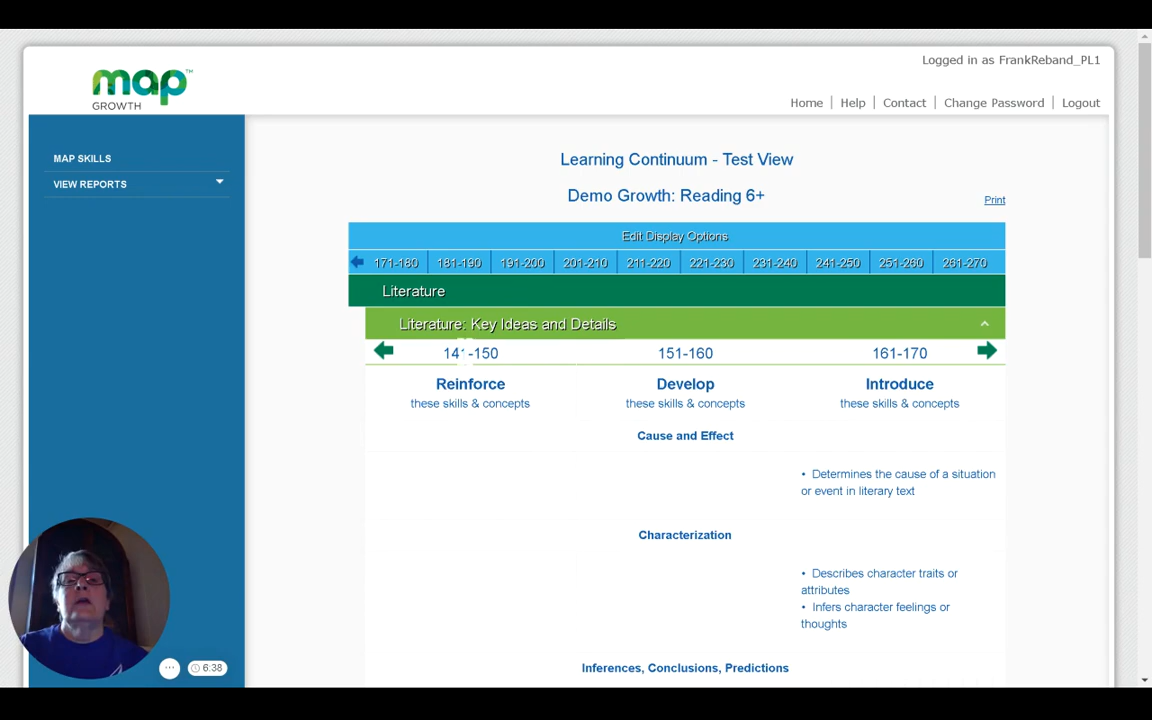 Logged in as FrankReband_PL1
map™
GROWTH
Home | Help | Contact | Change Password | Logout
MAP SKILLS
VIEW REPORTS
Learning Continuum - Test View
Demo Growth: Reading 6+
Print
Edit Display Options
171-180 181-190 191-200 201-210 211-220 221-230 231-240 241-250 251-260 261-270
Literature
Literature: Key Ideas and Details
141-150 151-160 161-170
Reinforce Develop Introduce
these skills & concepts these skills & concepts these skills & concepts
Cause and Effect
• Determines the cause of a situation
or event in literary text
Characterization
• Describes character traits or
attributes
• Infers character feelings or
thoughts
Inferences, Conclusions, Predictions
6:38